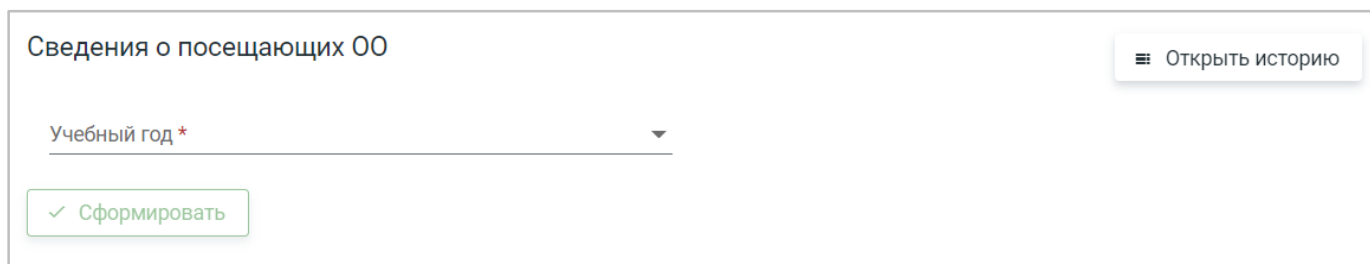 Сведения о посещающих ОО
Открыть историю
Учебный год *
Сформировать